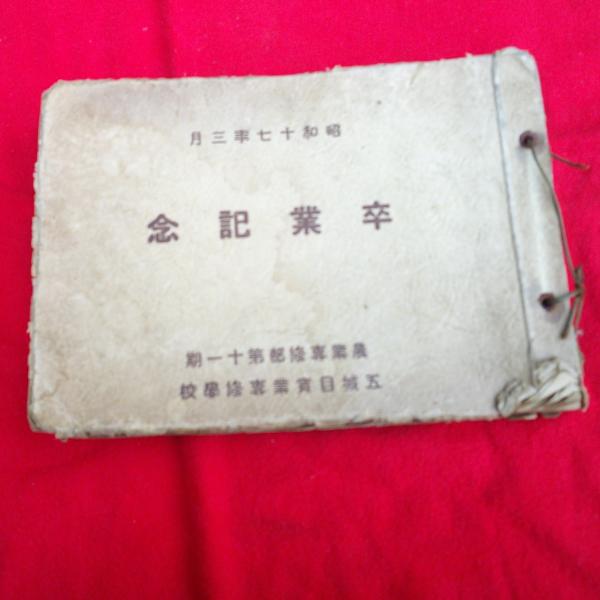 昭和十七年三月
卒業記念
農業專修部第十一期
五城目實業專修學校